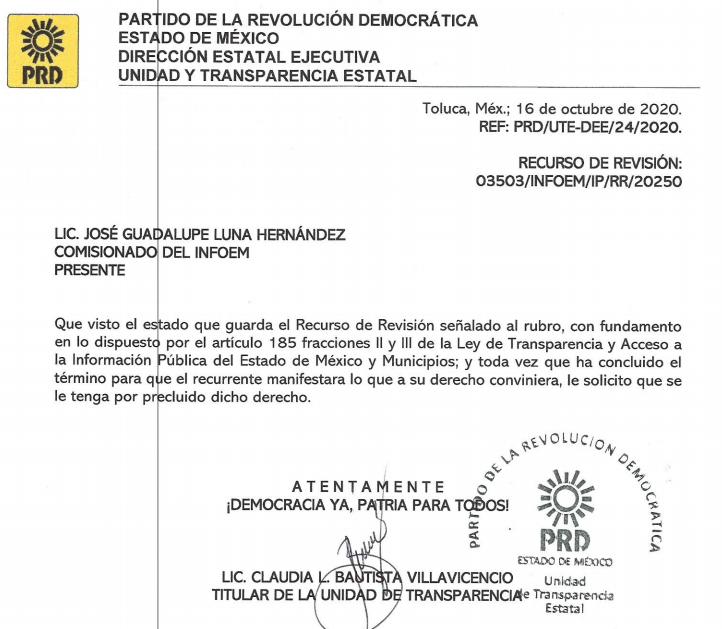 PRD
PARTIDO DE LA REVOLUCIÓN DEMOCRÁTICA
ESTADO DE MÉXICO
DIRECCIÓN ESTATAL EJECUTIVA
UNIDAD Y TRANSPARENCIA ESTATAL
Toluca, Méx.; 16 de octubre de 2020.
REF: PRD/UTE-DEE/24/2020.
RECURSO DE REVISIÓN:
03503/INFOEM/IP/RR/20250
LIC. JOSÉ GUADALUPE LUNA HERNÁNDEZ
COMISIONADO DEL INFOEM
PRESENTE
Que visto el estado que guarda el Recurso de Revisión señalado al rubro, con fundamento
en lo dispuesto por el artículo 185 fracciones II y III de la Ley de Transparencia y Acceso a
la Información Pública del Estado de México y Municipios; y toda vez que ha concluido el
término para que el recurrente manifestara lo que a su derecho conviniera, le solicito que se
le tenga por precluido dicho derecho.
A T E N T A M E N T E
¡DEMOCRACIA YA, PATRIA PARA TODOS!
LIC. CLAUDIA L. BAUTISTA VILLAVICENCIO
TITULAR DE LA UNIDAD DE TRANSPARENCIA
PARTIDO DE LA REVOLUCION DEMOCRATICA
PRD
ESTADO DE MÉXICO
Unidad
de Transparencia
Estatal